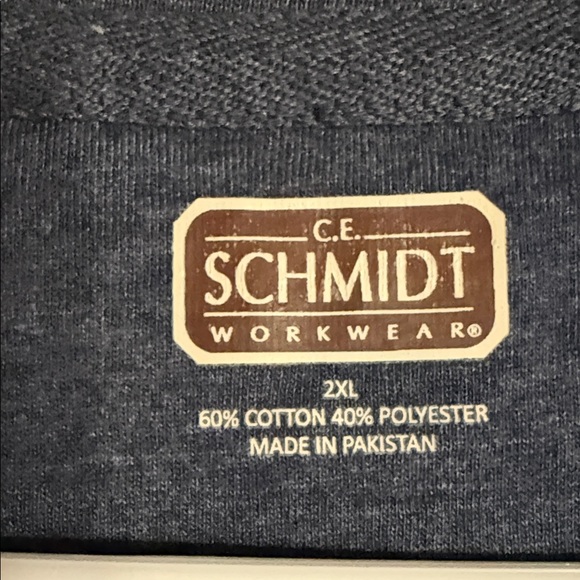 C.E.
SCHMIDT
WORKWEAR®
2XL
60% COTTON 40% POLYESTER
MADE IN PAKISTAN